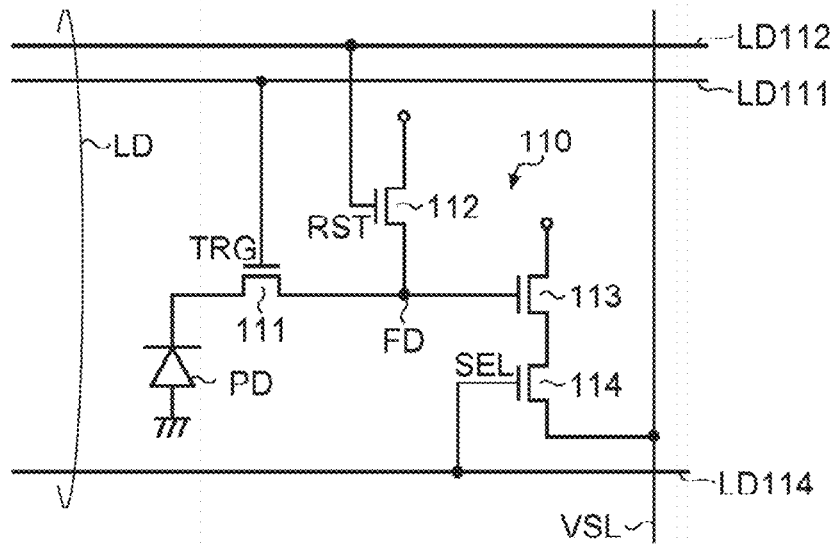 LD112
LD111
LD
110
RST
112
TRG
111
FD
113
SEL
114
PD
LD114
VSL